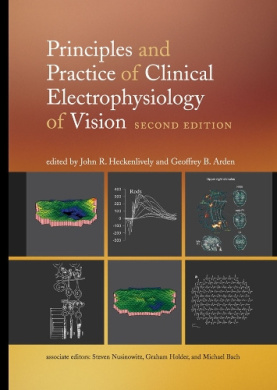 Principles and
Practice of Clinical
Electrophysiology
of Vision SECOND EDITION
edited by John R. Heckenlively and Geoffrey B. Arden
Rods
associate editors: Steven Nusinowitz, Graham Holder, and Michael Bach